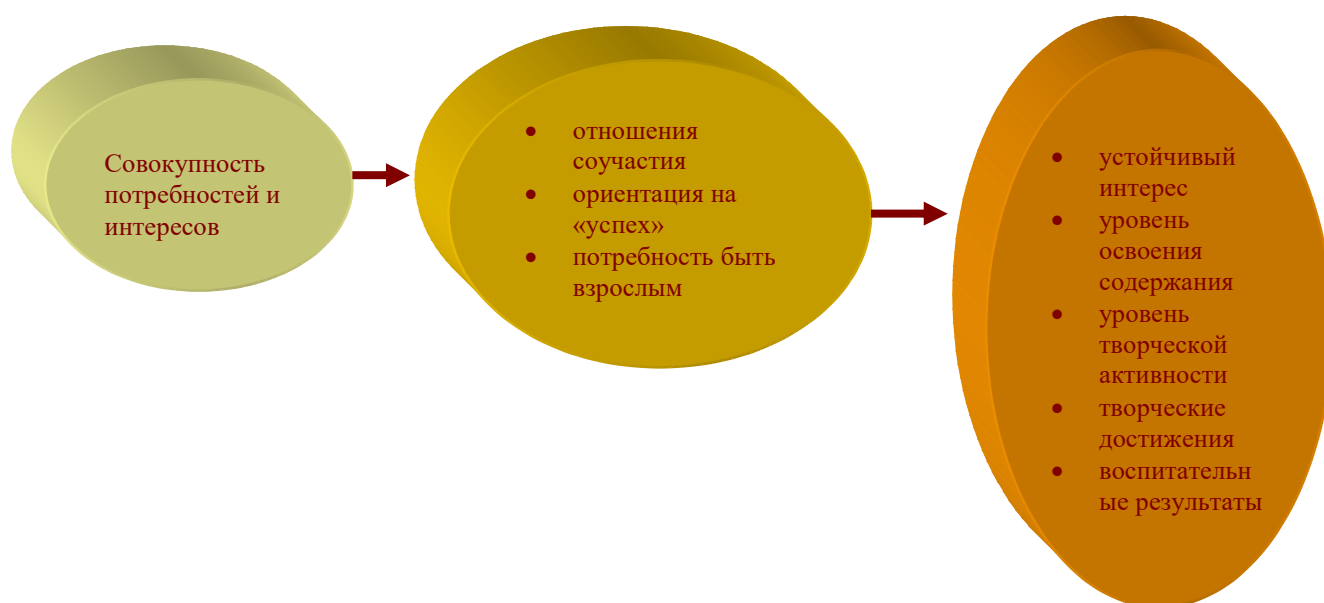 Совокупность
потребностей и
интересов
• отношения
соучастия
• ориентация на
«успех»
• потребность быть
взрослым
• устойчивый
интерес
• уровень
освоения
содержания
• уровень
творческой
активности
• творческие
достижения
• воспитательн
ые результаты